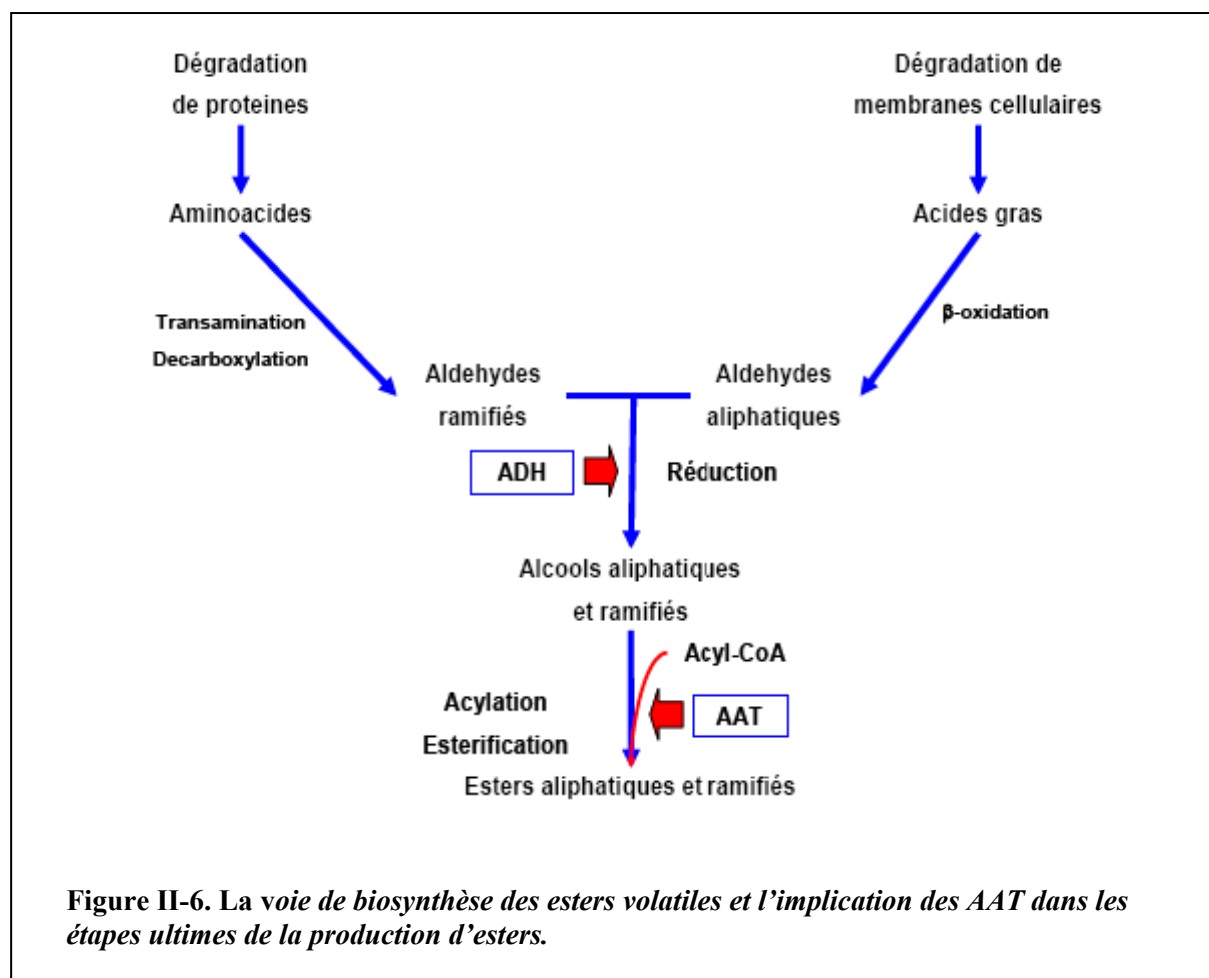 Dégradation
de proteines
Dégradation de
membranes cellulaires
Aminoacides
Acides gras
Transamination
Decarboxylation
β-oxidation
Aldehydes
ramifiés
Aldehydes
aliphatiques
ADH
Réduction
Alcools aliphatiques
et ramifiés
Acyl-CoA
Acylation
Esterification
AAT
Esters aliphatiques et ramifiés
Figure II-6. La voie de biosynthèse des esters volatiles et l’implication des AAT dans les
étapes ultimes de la production d’esters.